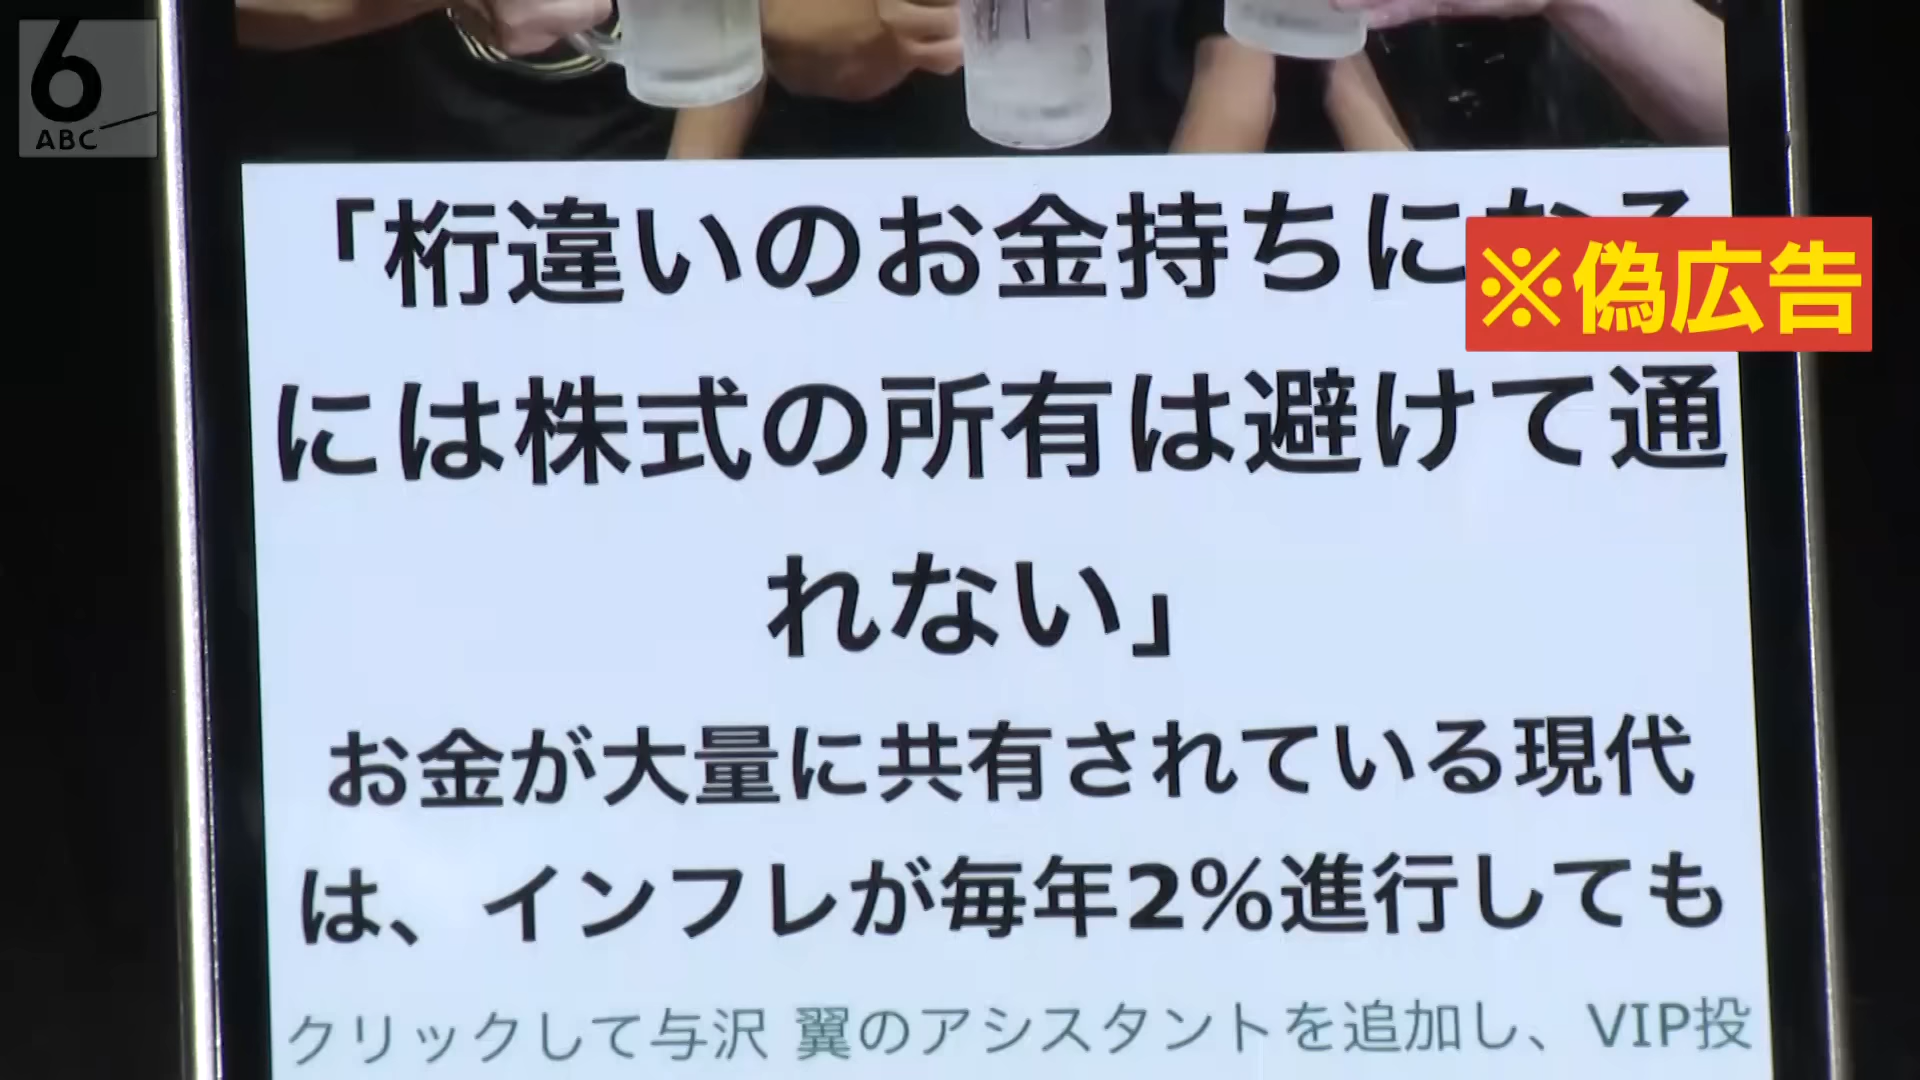 6
ABC
「桁違いのお金持ちになる
※偽広告
には株式の所有は避けて通
れない」
お金が大量に共有されている現代
は、インフレが毎年2%進行しても
クリックして与沢 翼のアシスタントを追加し、VIP投